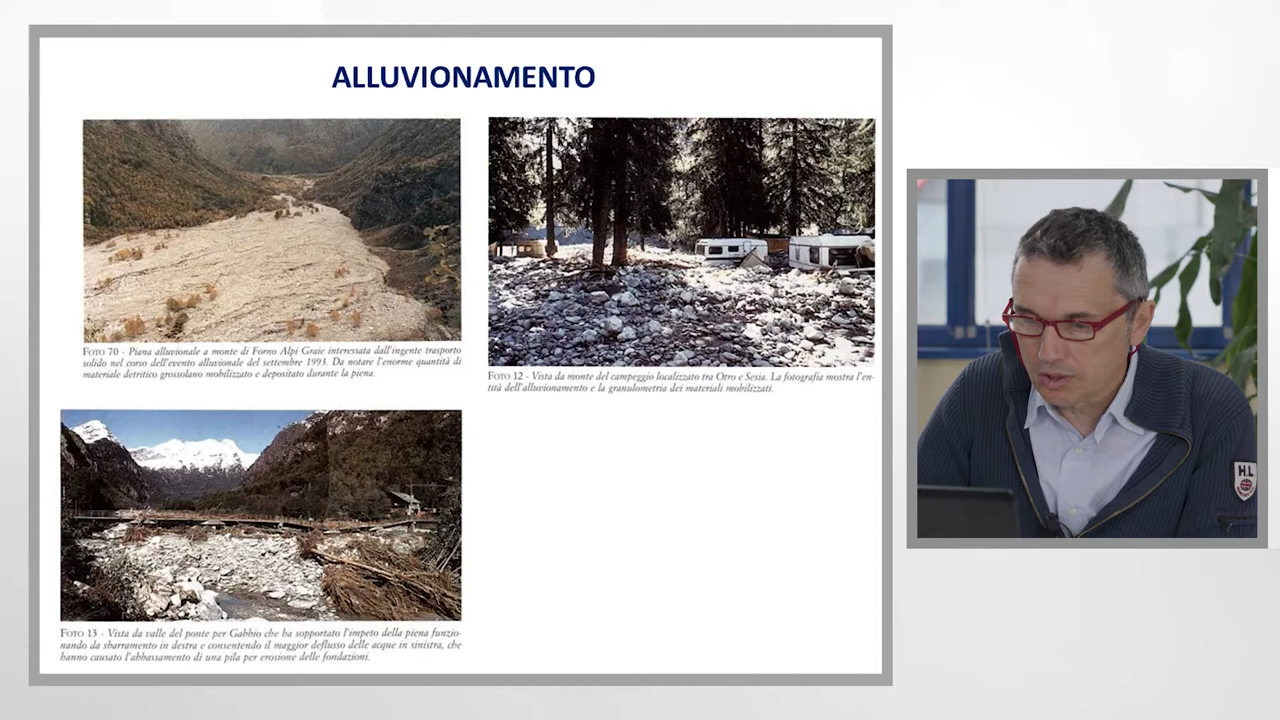 ALLUVIONAMENTO
FOTO 70 - Piana alluvionale a monte di Forno Alpi Graie interessata dall'ingente trasporto
solido nel corso dell'evento alluvionale del settembre 1993. Da notare l'enorme quantità di
materiale detritico grossolano mobilizzato e depositato durante la piena.
FOTO 12 - Vista da monte del campeggio localizzato tra Otro e Sesia. La fotografia mostra l'en-
tità dell'alluvionamento e la granulometria dei materiali mobilizzati.
FOTO 13 - Vista da valle del ponte per Gabbio che ha sopportato l'impeto della piena funzio-
nando da sbarramento in destra e consentendo il maggior deflusso delle acque in sinistra, che
hanno causato l'abbassamento di una pila per erosione delle fondazioni.
H.L.